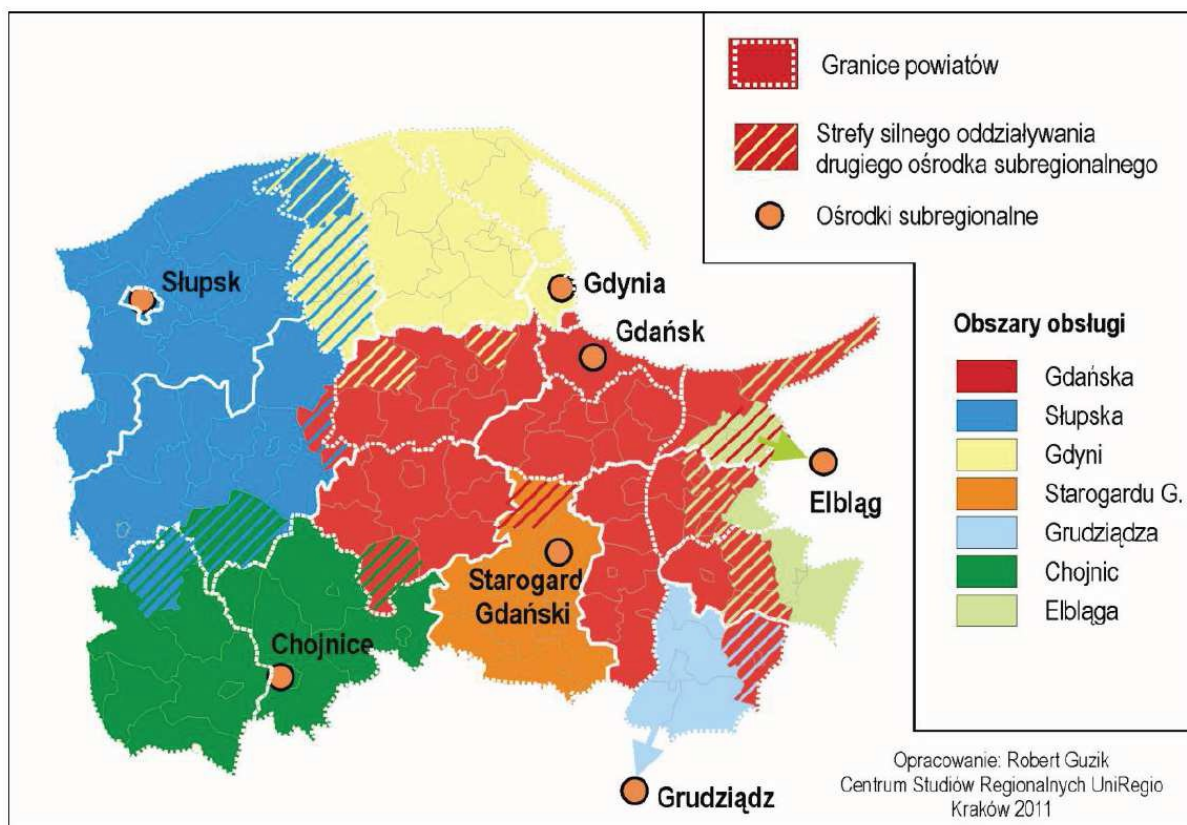 Granice powiatów
Strefy silnego oddziaływania
drugiego ośrodka subregionalnego
Ośrodki subregionalne
Słupsk
Gdynia
Gdańsk
Elbląg
Starogard
Gdański
Chojnice
Grudziądz
Obszary obsługi
Gdańska
Słupska
Gdyni
Starogardu G.
Grudziądza
Chojnic
Elbląga
Opracowanie: Robert Guzik
Centrum Studiów Regionalnych UniRegio
Kraków 2011